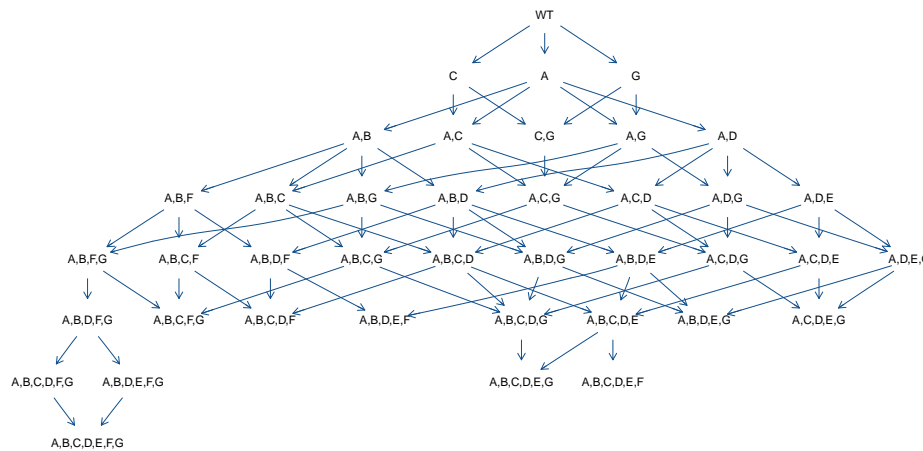 WT
C A G
A,B A,C C,G A,G A,D
A,B,F A,B,C A,B,G A,B,D A,C,G A,C,D A,D,G A,D,E
A,B,F,G A,B,C,F A,B,D,F A,B,C,G A,B,C,D A,B,D,G A,B,D,E A,C,D,G A,C,D,E A,D,E,
A,B,D,F,G A,B,C,F,G A,B,C,D,F A,B,D,E,F A,B,C,D,G A,B,C,D,E A,B,D,E,G A,C,D,E,G
A,B,C,D,F,G A,B,D,E,F,G A,B,C,D,E,G A,B,C,D,E,F
A,B,C,D,E,F,G